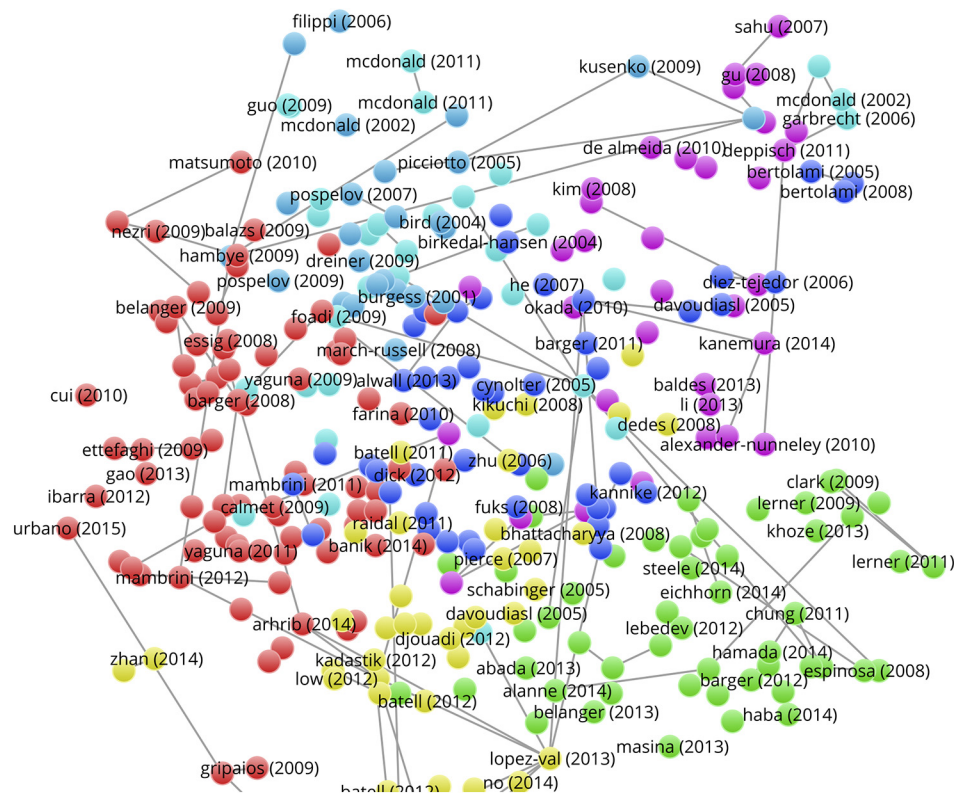 filippi (2006)
sahu (2007)
mcdonald (2011)
kusenko (2009)
gu (2008)
guo (2009)
mcdonald (2011)
mcdonald (2002)
mcdonald (2002)
garbrecht (2006)
matsumoto (2010)
picciotto (2005)
de almeida (2010)
deppisch (2011)
bertolami (2005)
bertolami (2008)
pospelov (2007)
kim (2008)
nezri (2009)
balazs (2009)
bird (2004)
birkedal-hansen (2004)
hambye (2009)
dreiner (2009)
pospelov (2009)
he (2007)
diez-tejedor (2006)
belanger (2009)
burgess (2001)
okada (2010)
davoudiasl (2005)
foadi (2009)
essig (2008)
march-russell (2008)
barger (2011)
kanemura (2014)
cui (2010)
barger (2008)
yaguna (2009)
alwall (2013)
cynolter (2005)
baldes (2013)
farina (2010)
kikuchi (2008)
li (2013)
dedes (2008)
alexander-nunneley (2010)
ettefaghi (2009)
batell (2011)
zhu (2006)
gao (2013)
dick (2012)
mambrini (2011)
clark (2009)
ibarra (2012)
kannike (2012)
calmet (2009)
fuks (2008)
lerner (2009)
urbano (2015)
raidal (2011)
bhattacharyya (2008)
khoze (2013)
yaguna (2011)
banik (2014)
pierce (2007)
lerner (2011)
mambrini (2012)
steele (2014)
schabinger (2005)
eichhorn (2014)
arhrib (2014)
davoudiasl (2005)
chung (2011)
djouadi (2012)
lebedev (2012)
zhan (2014)
kadastik (2012)
hamada (2014)
low (2012)
abada (2013)
espinosa (2008)
batell (2012)
alanne (2014)
barger (2012)
belanger (2013)
haba (2014)
masina (2013)
gripaios (2009)
lopez-val (2013)
batell (2012)
no (2014)